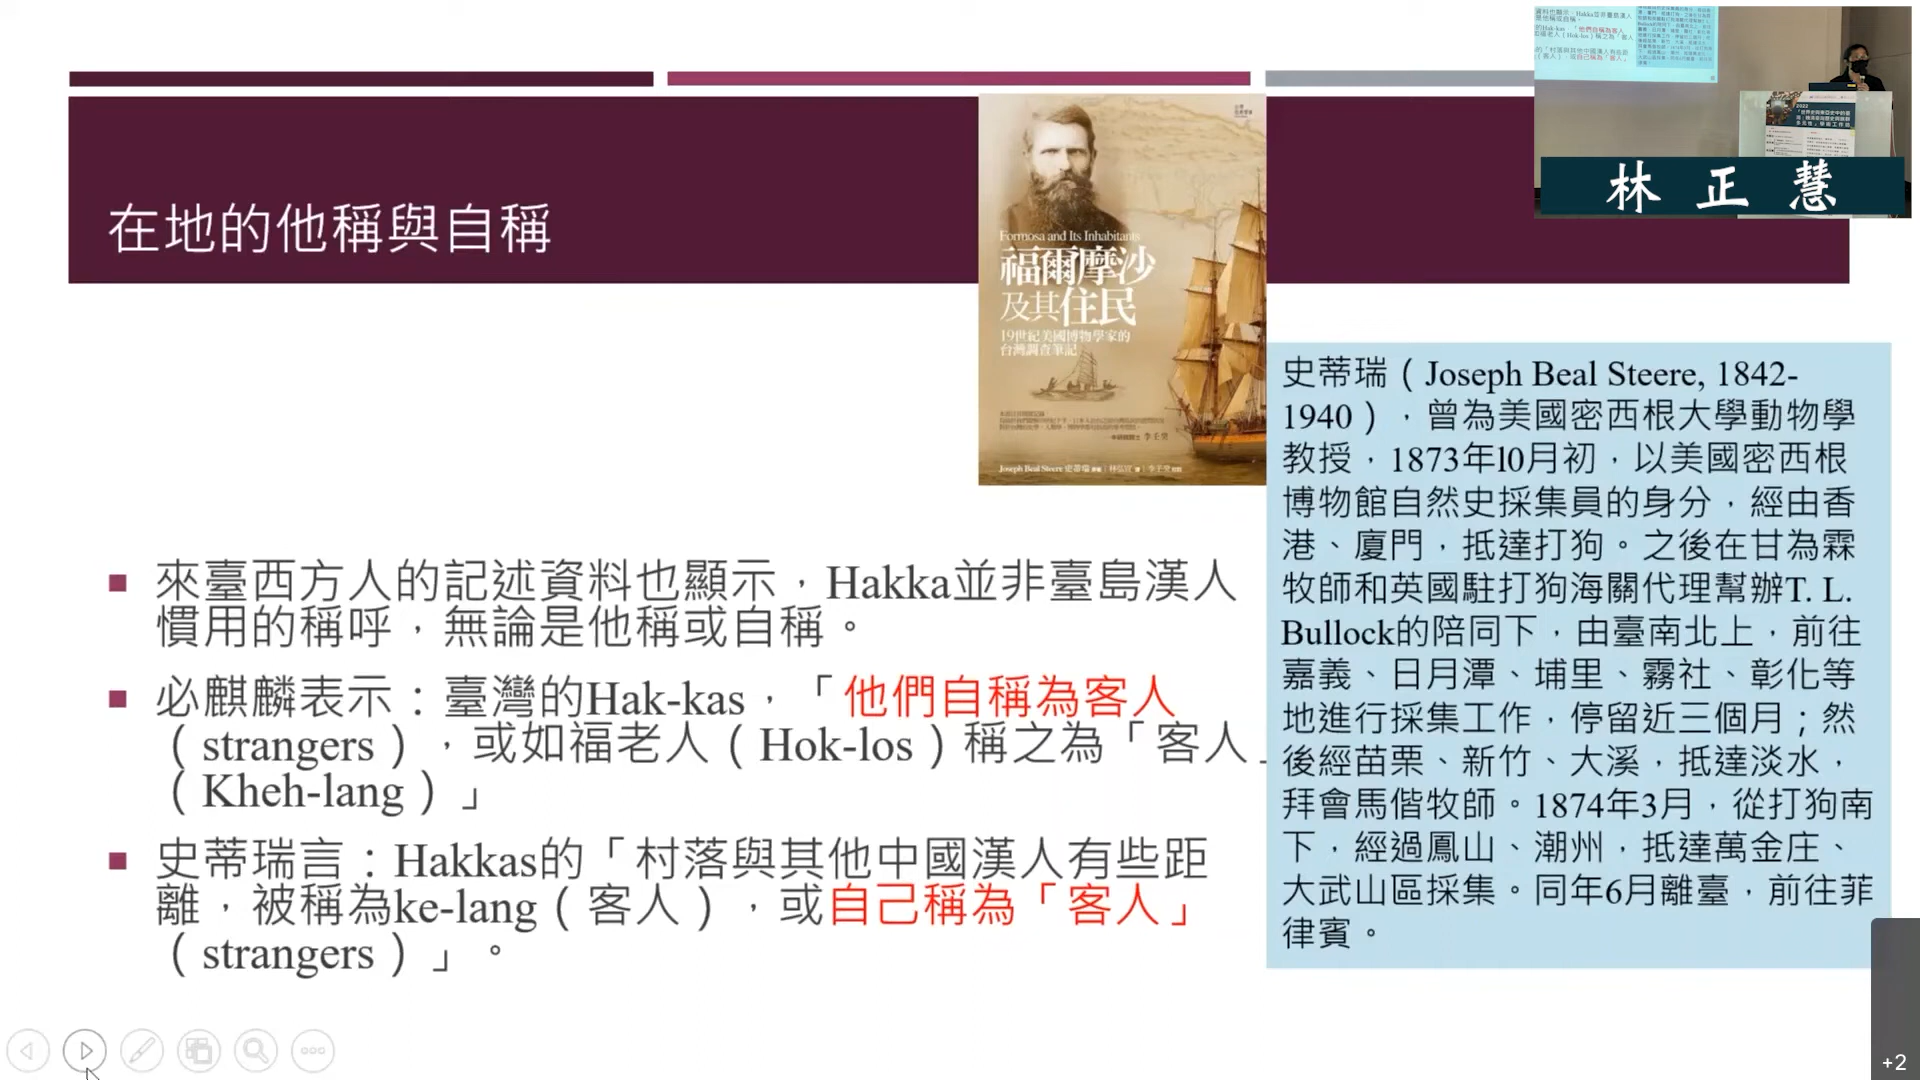 在地的他稱與自稱
Formosa and Its Inhabitants
福爾摩沙
及其住民
19世紀美國博物學家的
台灣調查筆記
李壬癸
Joseph Beal Steere 史蒂瑞
林弘宣 譯
林 正 慧
2022
來臺西方人的記述資料也顯示，Hakka並非臺島漢人
慣用的稱呼，無論是他稱或自稱。
必麒麟表示：臺灣的Hak-kas，「他們自稱為客人
（strangers），或如福老人（Hok-los）稱之為「客人」
（Kheh-lang）」
史蒂瑞言：Hakkas的「村落與其他中國漢人有些距
離，被稱為ke-lang（客人），或自己稱為「客人」
（strangers）」。
史蒂瑞（Joseph Beal Steere, 1842-
1940），曾為美國密西根大學動物學
教授，1873年10月初，以美國密西根
博物館自然史採集員的身分，經由香
港、廈門，抵達打狗。之後在甘為霖
牧師和英國駐打狗海關代理幫辦T. L.
Bullock的陪同下，由臺南北上，前往
嘉義、日月潭、埔里、霧社、彰化等
地進行採集工作，停留近三個月；然
後經苗栗、新竹、大溪，抵達淡水，
拜會馬偕牧師。1874年3月，從打狗南
下，經過鳳山、潮州，抵達萬金庄、
大武山區採集。同年6月離臺，前往菲
律賓。
+2